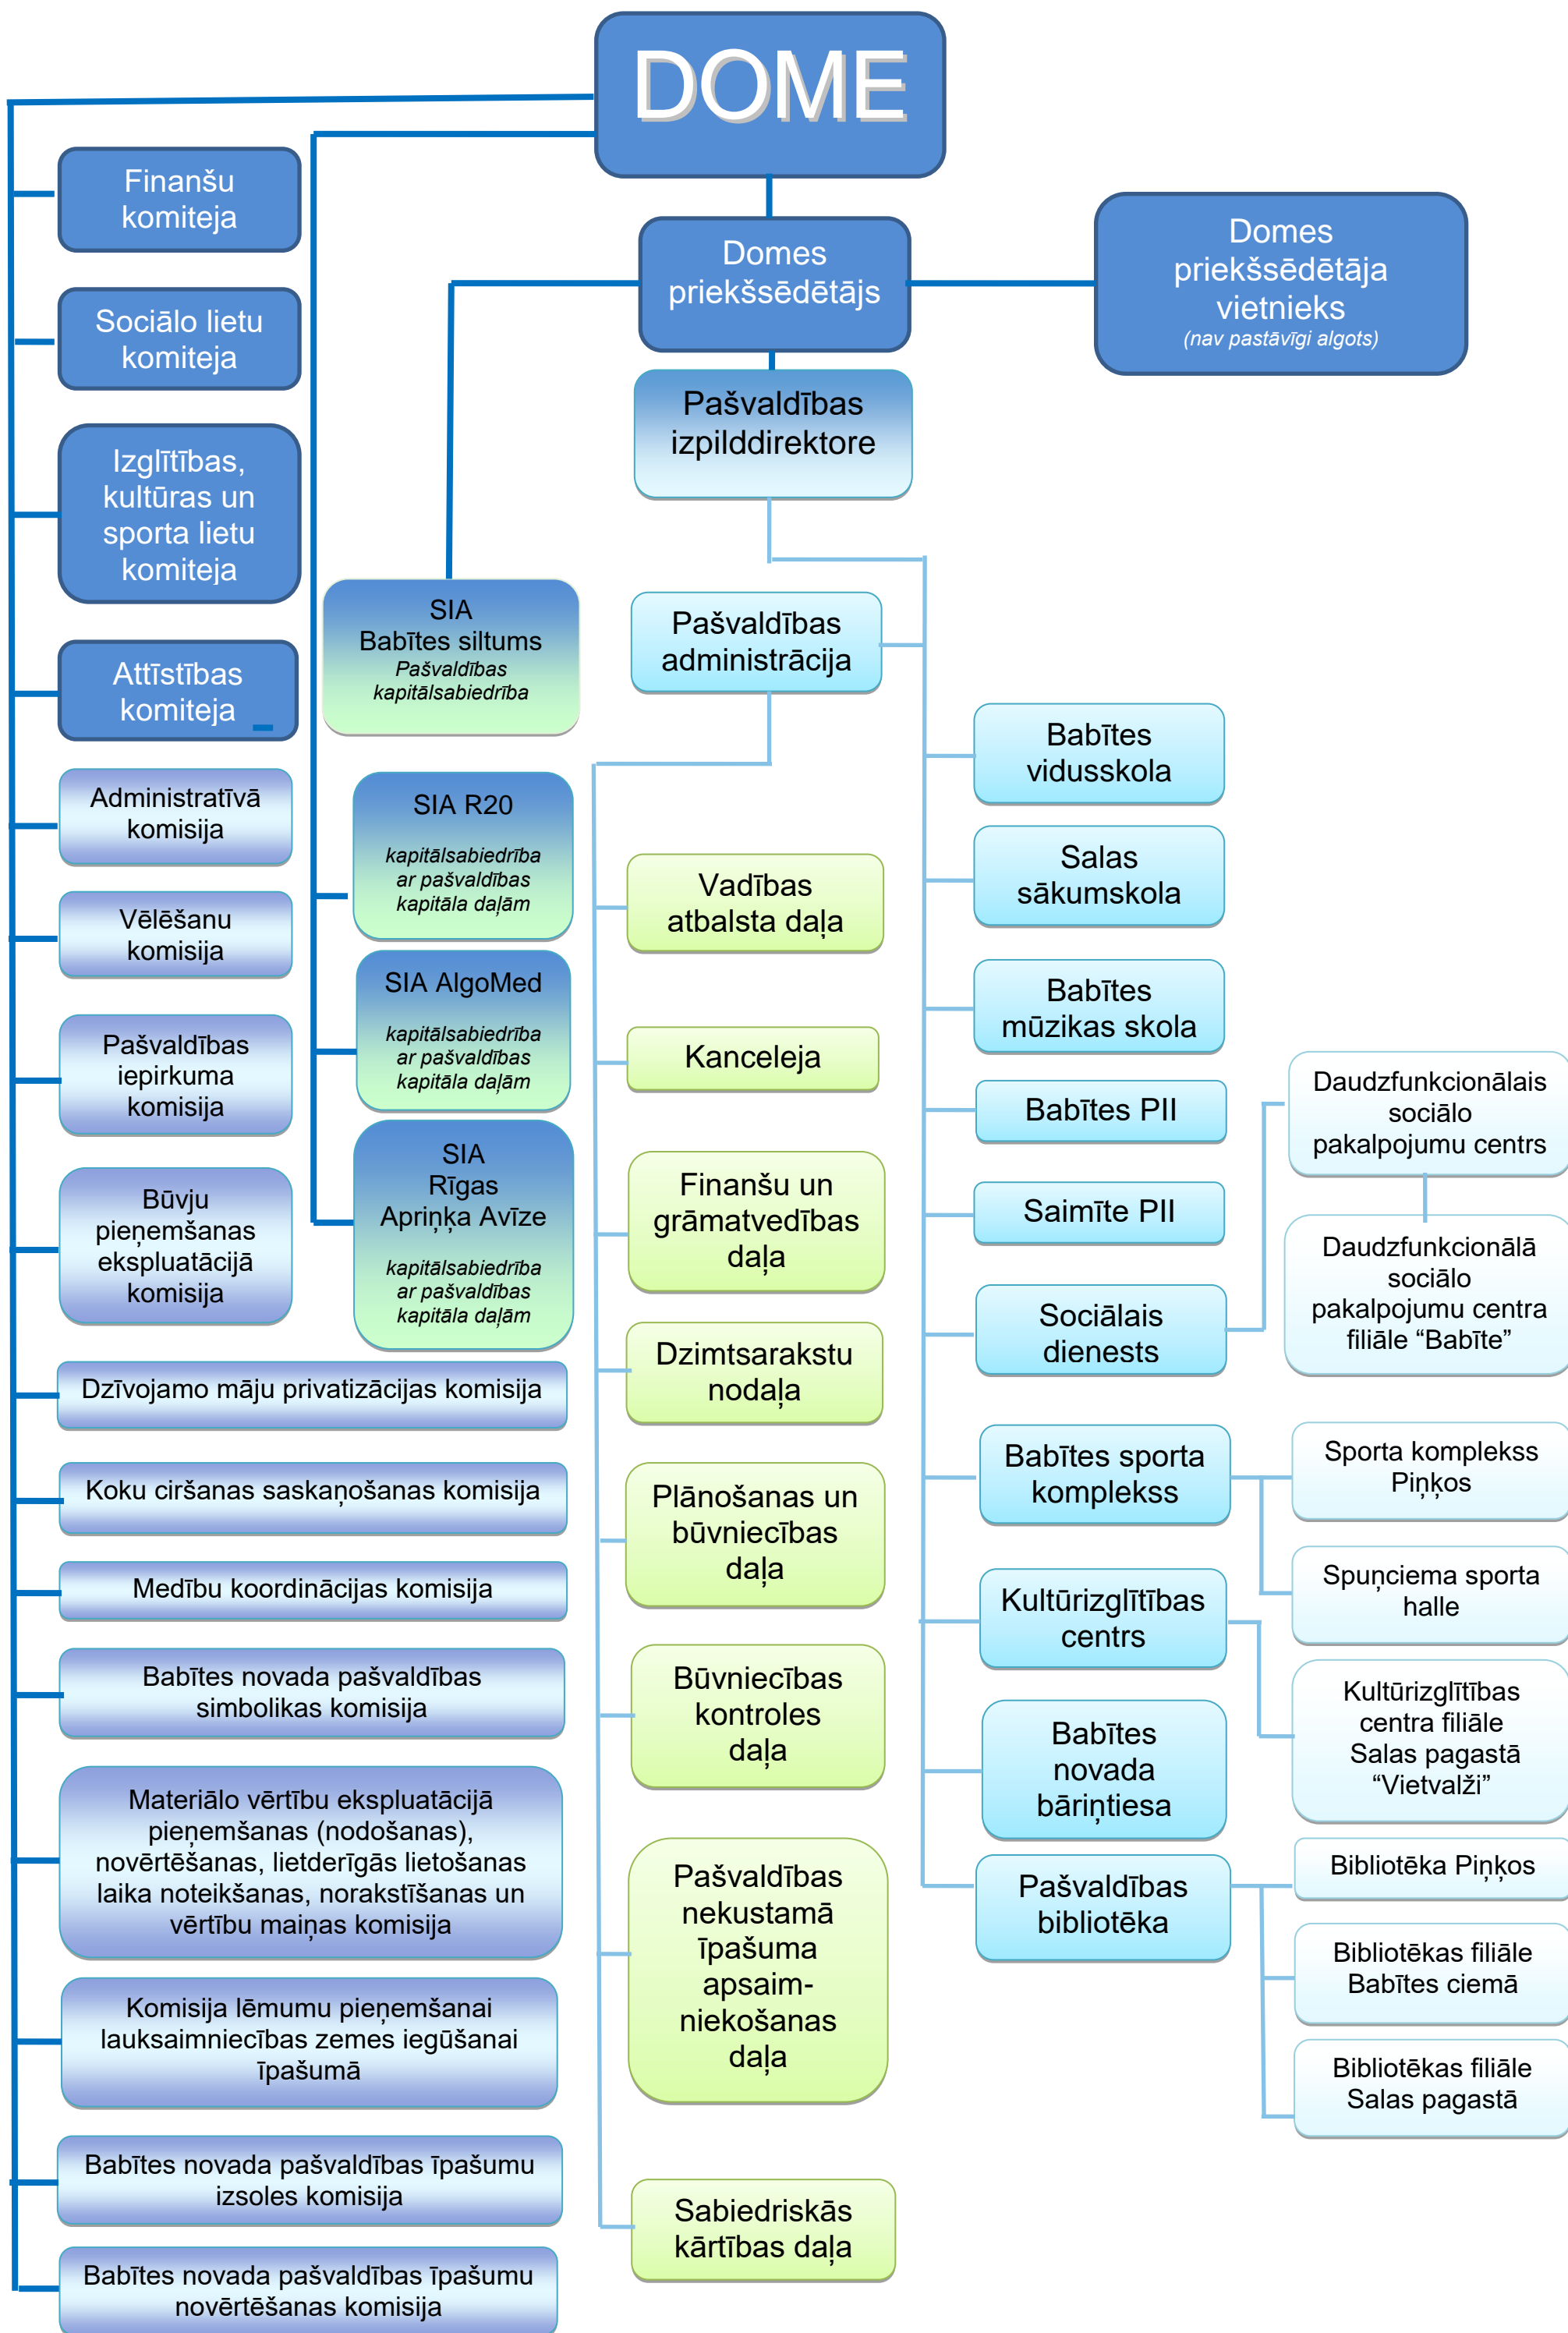 DOME
Domes
priekšsēdētājs
Domes
priekšsēdētāja
vietnieks
(nav pastāvīgi algots)
Pašvaldības
izpilddirektore
Finanšu
komiteja
Sociālo lietu
komiteja
Izglītības,
kultūras un
sporta lietu
komiteja
Attīstības
komiteja
Administratīvā
komisija
Vēlēšanu
komisija
Pašvaldības
iepirkuma
komisija
Būvju
pieņemšanas
ekspluatācijā
komisija
Dzīvojamo māju privatizācijas komisija
Koku ciršanas saskaņošanas komisija
Medību koordinācijas komisija
Babītes novada pašvaldības
simbolikas komisija
Materiālo vērtību ekspluatācijā
pieņemšanas (nodošanas),
novērtēšanas, lietderīgās lietošanas
laika noteikšanas, norakstīšanas un
vērtību maiņas komisija
Komisija lēmumu pieņemšanai
lauksaimniecības zemes iegūšanai
īpašumā
Babītes novada pašvaldības īpašumu
izsoles komisija
Babītes novada pašvaldības īpašumu
novērtēšanas komisija
SIA
Babītes siltums
Pašvaldības
kapitālsabiedrība
SIA R20
kapitālsabiedrība
ar pašvaldības
kapitāla daļām
SIA AlgoMed
kapitālsabiedrība
ar pašvaldības
kapitāla daļām
SIA
Rīgas
Apriņķa Avīze
kapitālsabiedrība
ar pašvaldības
kapitāla daļām
Pašvaldības
administrācija
Vadības
atbalsta daļa
Kanceleja
Finanšu un
grāmatvedības
daļa
Dzimtsarakstu
nodaļa
Plānošanas un
būvniecības
daļa
Būvniecības
kontroles
daļa
Pašvaldības
nekustamā
īpašuma
apsaim-
niekošanas
daļa
Sabiedriskās
kārtības daļa
Babītes
vidusskola
Salas
sākumskola
Babītes
mūzikas skola
Babītes PII
Saimīte PII
Sociālais
dienests
Babītes sporta
komplekss
Kultūrizglītības
centrs
Babītes
novada
bāriņtiesa
Pašvaldības
bibliotēka
Daudzfunkcionālais
sociālo
pakalpojumu centrs
Daudzfunkcionālā
sociālo
pakalpojumu centra
filiāle “Babīte”
Sporta komplekss
Piņķos
Spuņciema sporta
halle
Kultūrizglītības
centra filiāle
Salas pagastā
“Vietvalži”
Bibliotēka Piņķos
Bibliotēkas filiāle
Babītes ciemā
Bibliotēkas filiāle
Salas pagastā